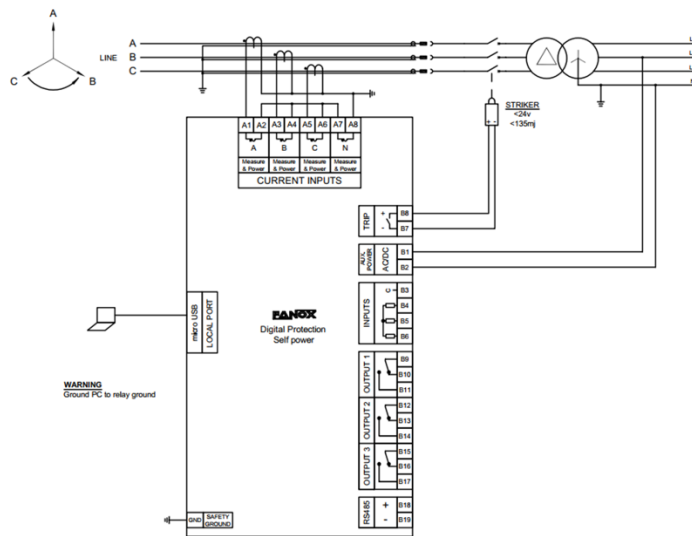 A
C
B
LINE
A
B
C
L
L
L
STRIKER
<24v
<135mj
+ -
A1 A2 A3 A4 A5 A6 A7 A8
A B C N
Measure & Power
Measure & Power
Measure & Power
Measure & Power
CURRENT INPUTS
TRIP
+
-
B8
B7
AUX. POWER
AC/DC
B1
B2
INPUTS
C
B3
B4
B5
B6
micro USB
LOCAL PORT
FANOX
Digital Protection
Self power
WARNING
Ground PC to relay ground
OUTPUT 1
B9
B10
B11
OUTPUT 2
B12
B13
B14
OUTPUT 3
B15
B16
B17
GND
SAFETY
GROUND
RS485
+
-
B18
B19